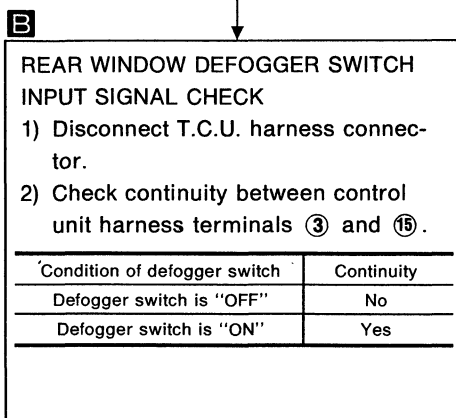 B
REAR WINDOW DEFOGGER SWITCH
INPUT SIGNAL CHECK
1) Disconnect T.C.U. harness connec-
tor.
2) Check continuity between control
unit harness terminals ③ and ⑮.
Condition of defogger switch Continuity
Defogger switch is "OFF" No
Defogger switch is "ON" Yes